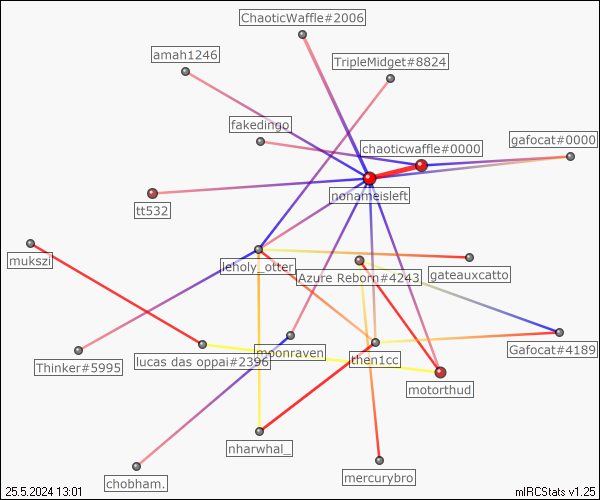 ChaoticWaffle#2006
amah1246
TripleMidget#8824
fakedingo
chaoticwaffle#0000
gafocat#0000
nonameisleft
tt532
mukszi
leholy_otter
Azure Reborn#4243
gateauxcatto
Thinker#5995
lucas das oppai#2396
moonraven
then1cc
Gafocat#4189
motorthud
nharwhal_
chobham.
mercurybro
25.5.2024 13:01
mIRCStats v1.25